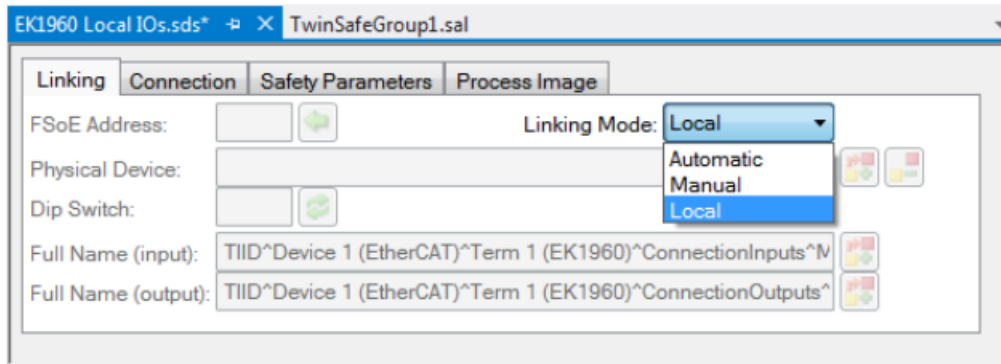 EK1960 Local IOs.sds* TwinSafeGroup1.sal
Linking Connection Safety Parameters Process Image
FSoE Address: Linking Mode: Local
Automatic
Physical Device:
Manual
Dip Switch: Local
Full Name (input): TIID^Device 1 (EtherCAT)^Term 1 (EK1960)^ConnectionInputs^M
Full Name (output): TIID^Device 1 (EtherCAT)^Term 1 (EK1960)^ConnectionOutputs^